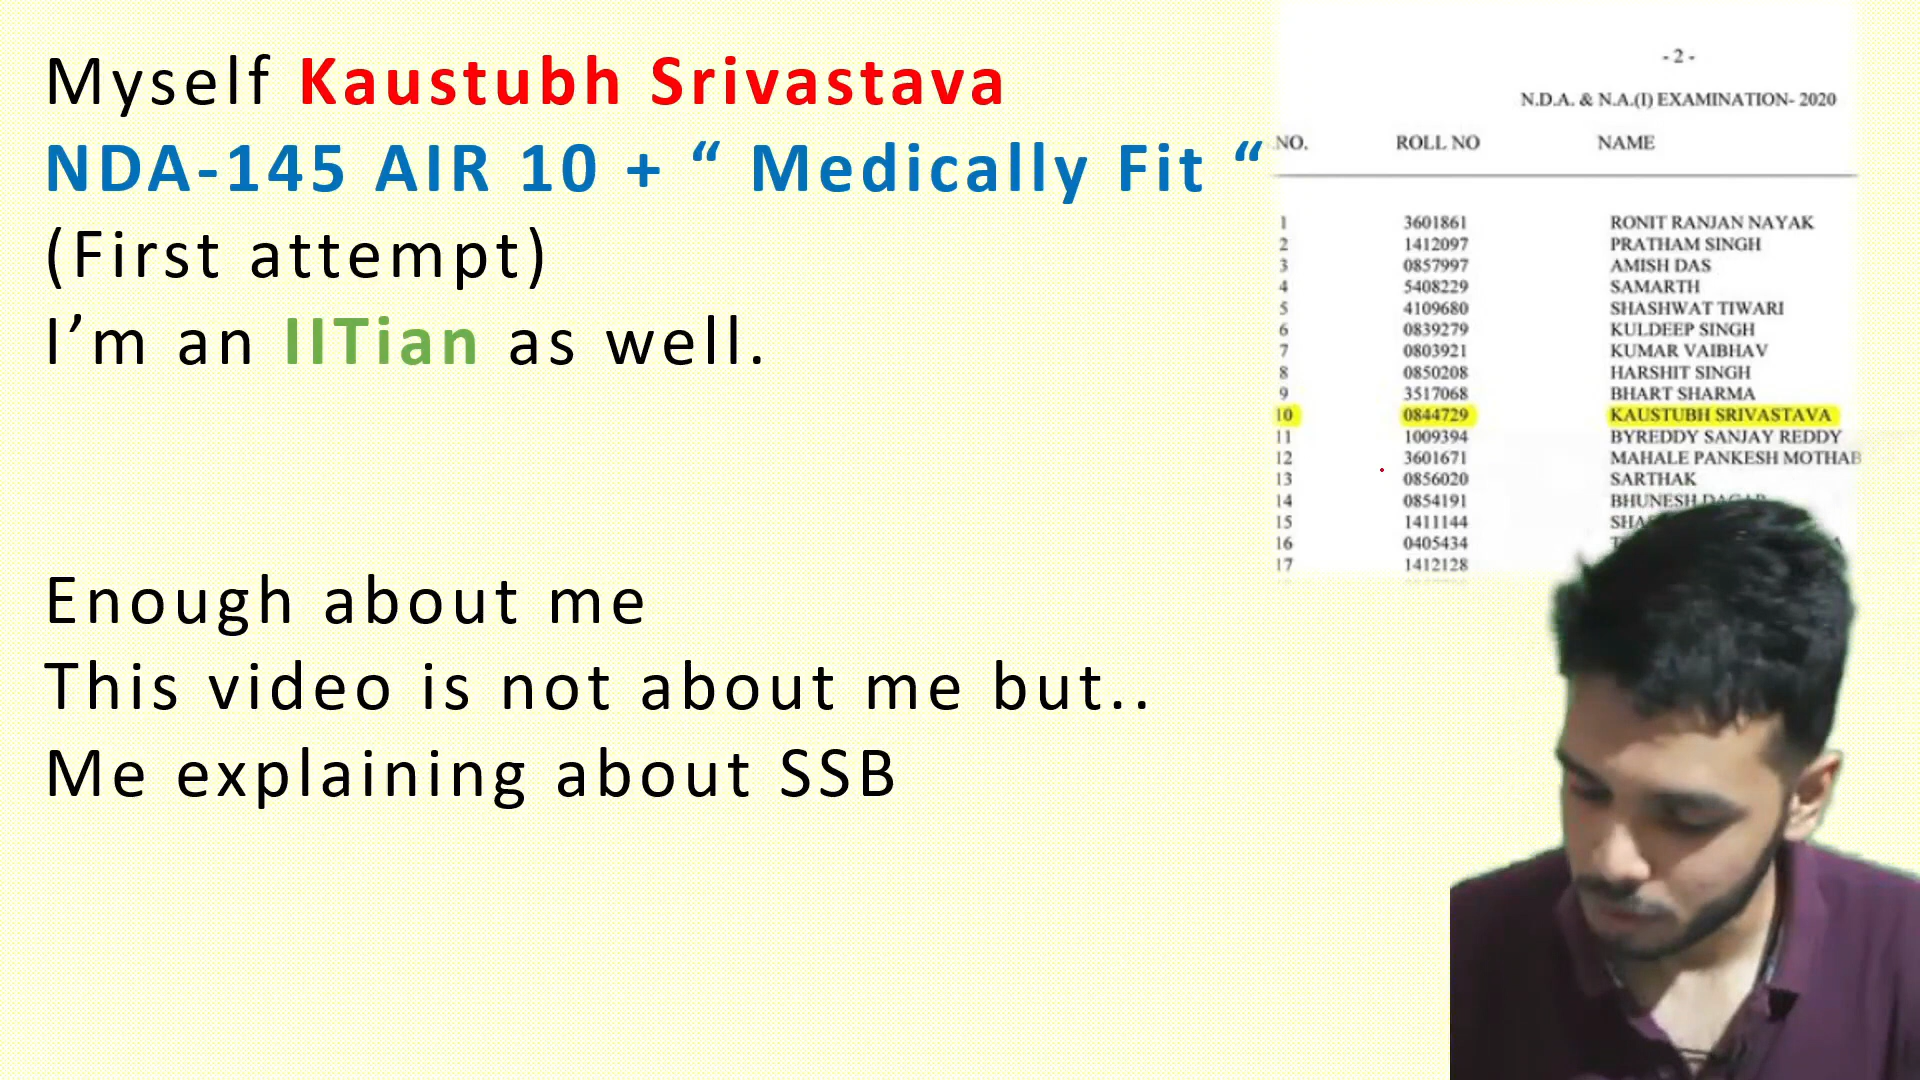 Myself Kaustubh Srivastava
NDA-145 AIR 10 + “ Medically Fit “
(First attempt)
I’m an IITian as well.
Enough about me
This video is not about me but..
Me explaining about SSB
- 2 -
N.D.A. & N.A.(I) EXAMINATION- 2020
.NO. ROLL NO NAME
1 3601861 RONIT RANJAN NAYAK
2 1412097 PRATHAM SINGH
3 0857997 AMISH DAS
4 5408229 SAMARTH
5 4109680 SHASHWAT TIWARI
6 0839279 KULDEEP SINGH
7 0803921 KUMAR VAIBHAV
8 0850208 HARSHIT SINGH
9 3517068 BHART SHARMA
10 0844729 KAUSTUBH SRIVASTAVA
11 1009394 BYREDDY SANJAY REDDY
12 3601671 MAHALE PANKESH MOTHAB
13 0856020 SARTHAK
14 0854191 BHUNESH
15 1411144
16 0405434
17 1412128